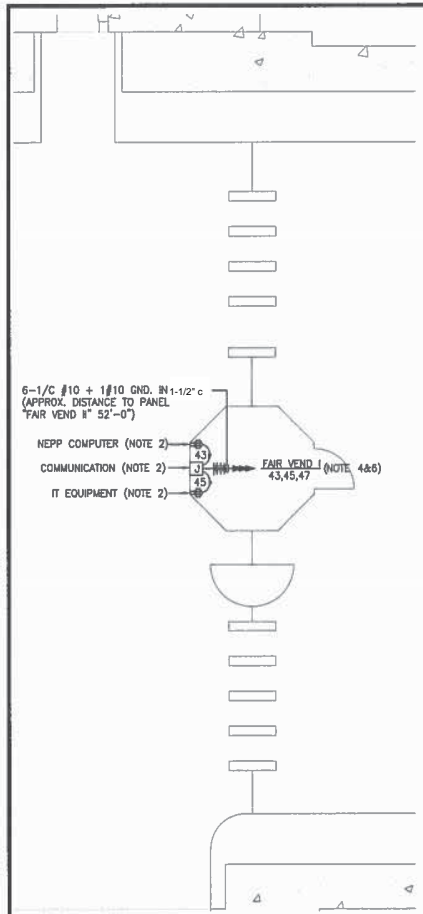 6-1/C #10 + 1#10 GND. IN 1-1/2" c
(APPROX. DISTANCE TO PANEL
"FAIR VEND II" 52'-0")
NEPP COMPUTER (NOTE 2)
43
COMMUNICATION (NOTE 2)
J
FAIR VEND I (NOTE 4&6)
43,45,47
45
IT EQUIPMENT (NOTE 2)